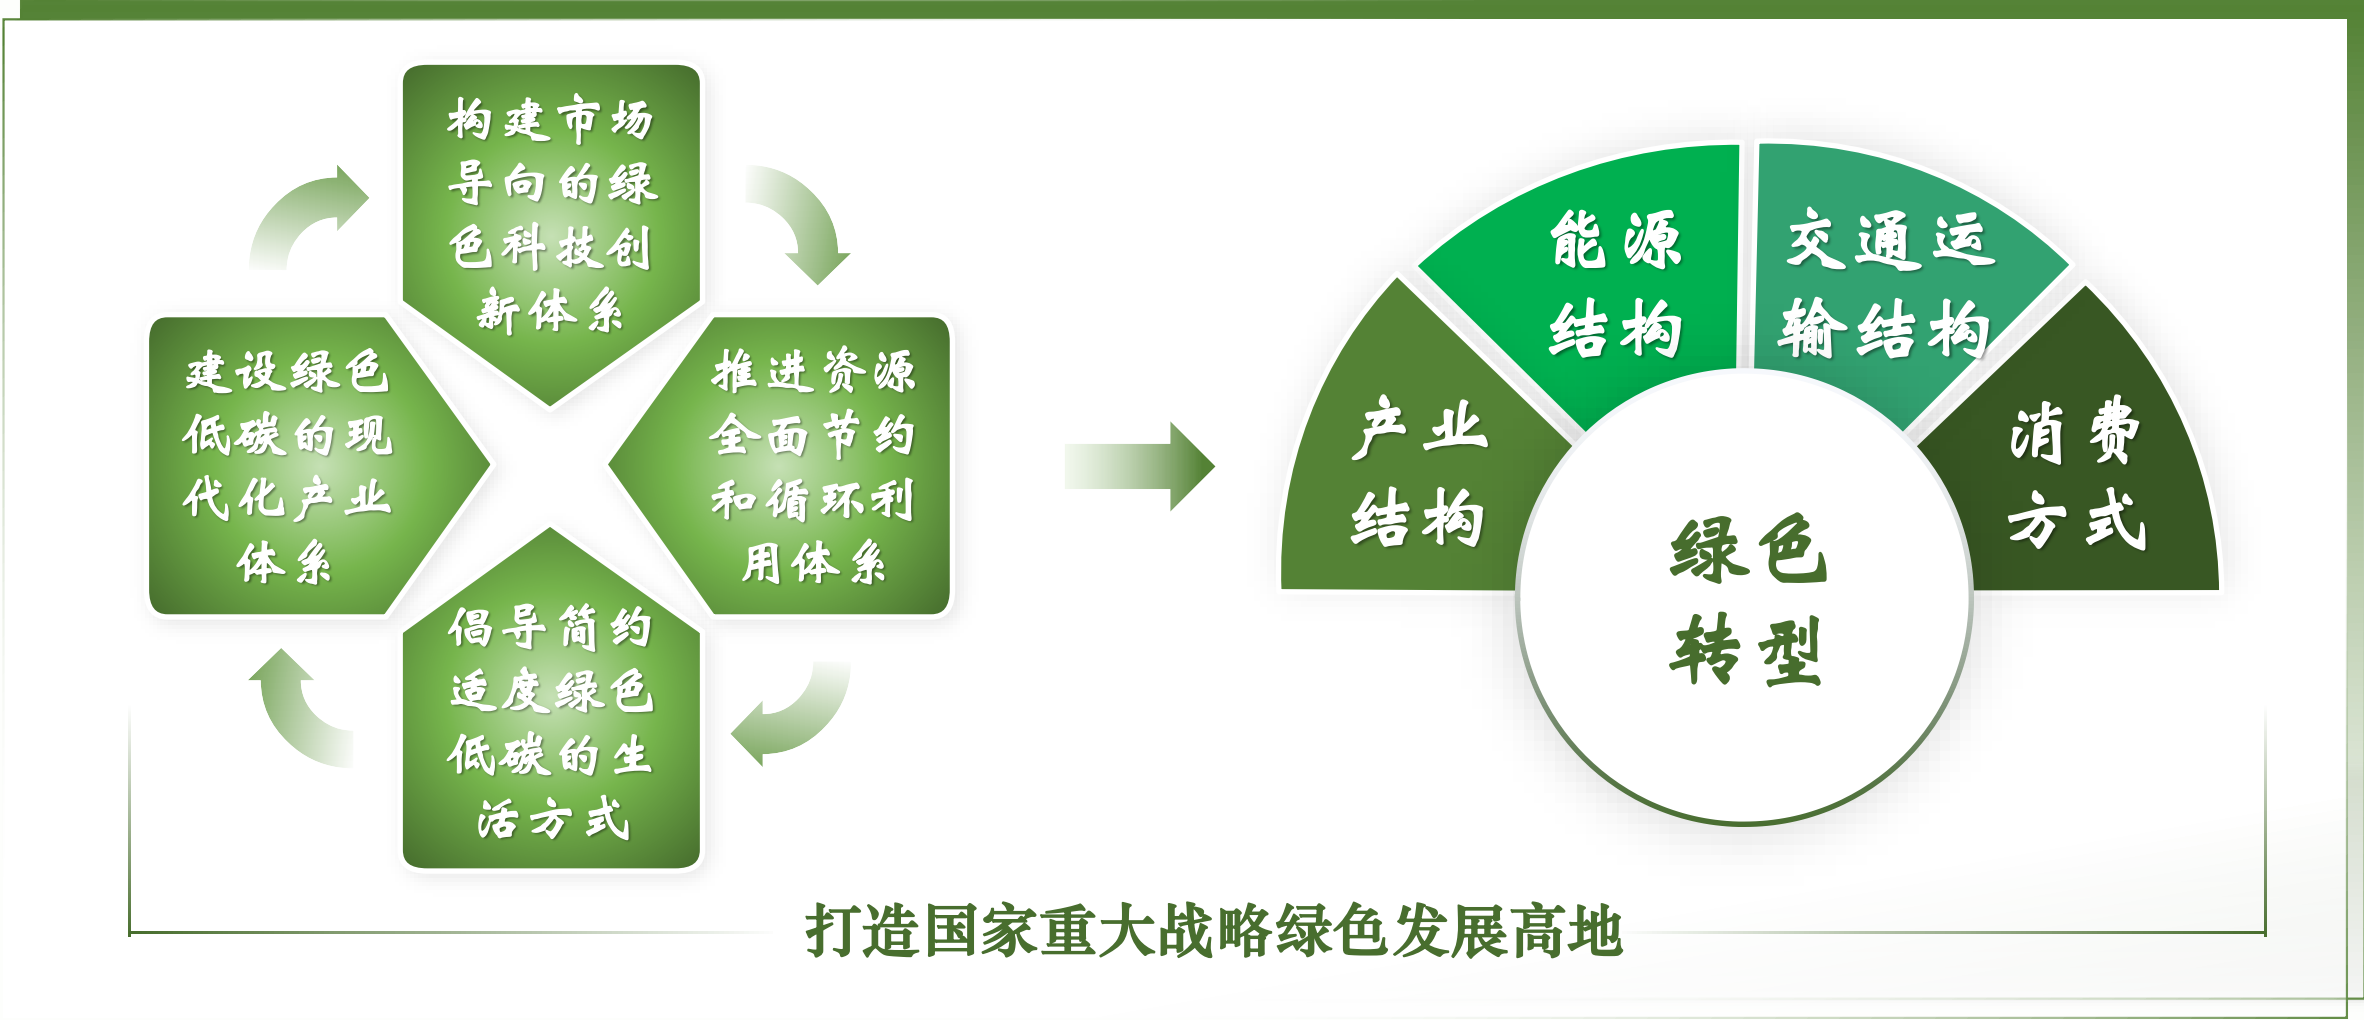 构建市场
导向的绿
色科技创
新体系
建设绿色
低碳的现
代化产业
体系
推进资源
全面节约
和循环利
用体系
倡导简约
适度绿色
低碳的生
活方式
产业
结构
能源
结构
交通运
输结构
消费
方式
绿色
转型
打造国家重大战略绿色发展高地